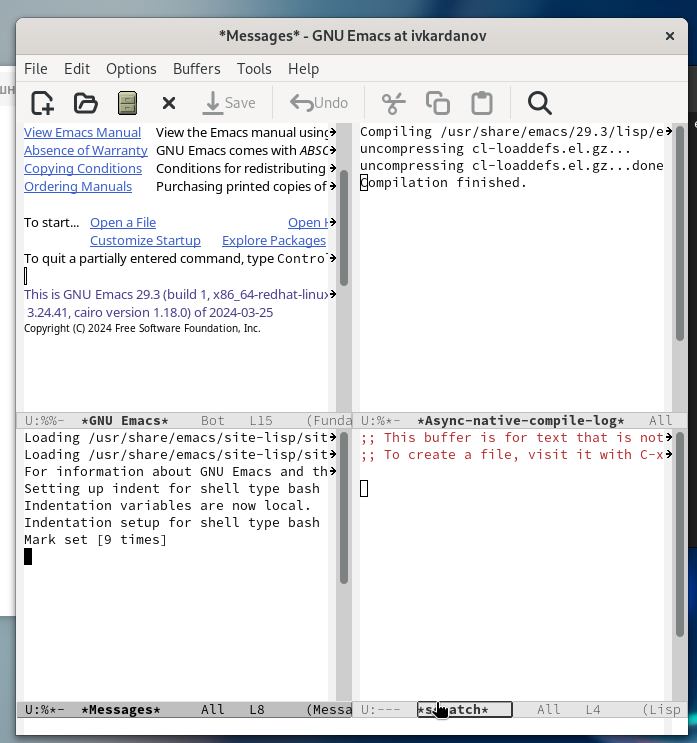 *Messages* - GNU Emacs at ivkardanov
File Edit Options Buffers Tools Help
Save Undo
View Emacs Manual View the Emacs manual using
Absence of Warranty GNU Emacs comes with ABSC
Copying Conditions Conditions for redistributing
Ordering Manuals Purchasing printed copies of
To start... Open a File Open H
Customize Startup Explore Packages
To quit a partially entered command, type Contro
This is GNU Emacs 29.3 (build 1, x86_64-redhat-linux
3.24.41, cairo version 1.18.0) of 2024-03-25
Copyright (C) 2024 Free Software Foundation, Inc.
U:%%- *GNU Emacs* Bot L15 (Funda
Compiling /usr/share/emacs/29.3/lisp/e
uncompressing cl-loaddefs.el.gz...
uncompressing cl-loaddefs.el.gz...done
Compilation finished.
U:%*- *Async-native-compile-log* All
Loading /usr/share/emacs/site-lisp/sit
Loading /usr/share/emacs/site-lisp/sit
For information about GNU Emacs and th
Setting up indent for shell type bash
Indentation variables are now local.
Indentation setup for shell type bash
Mark set [9 times]
U:%*- *Messages* All L8 (Messa
;; This buffer is for text that is not
;; To create a file, visit it with C-x
U:--- *scratch* All L4 (Lisp